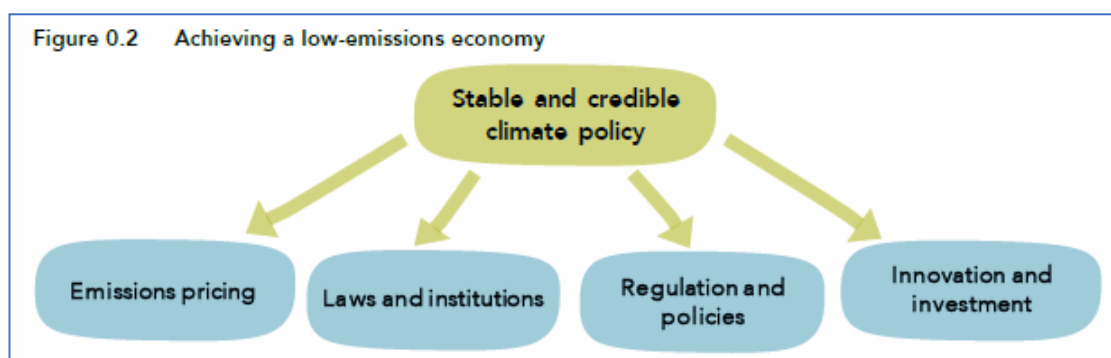 Figure 0.2 Achieving a low-emissions economy
Stable and credible
climate policy
Emissions pricing
Laws and institutions
Regulation and
policies
Innovation and
investment